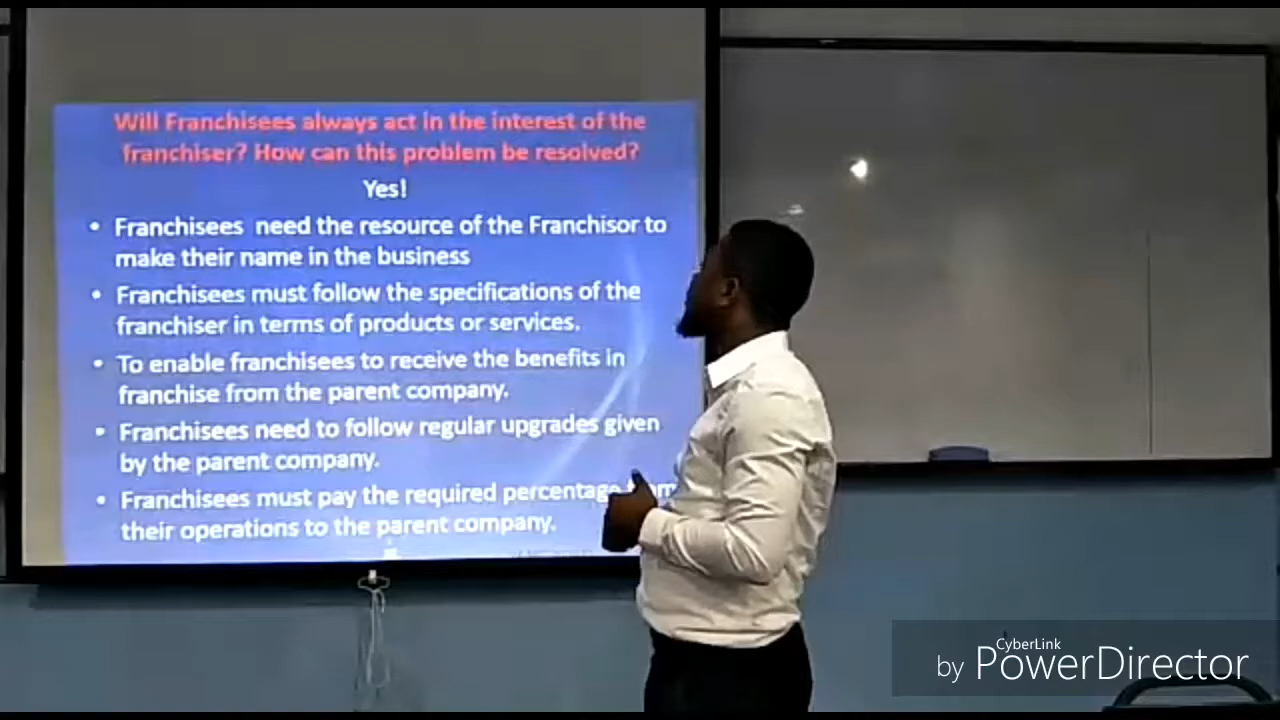 Will Franchisees always act in the interest of the
franchiser? How can this problem be resolved?
Yes!
• Franchisees need the resource of the Franchisor to
make their name in the business
• Franchisees must follow the specifications of the
franchiser in terms of products or services.
• To enable franchisees to receive the benefits in
franchise from the parent company.
• Franchisees need to follow regular upgrades given
by the parent company.
• Franchisees must pay the required percentage from
their operations to the parent company.
CyberLink
by PowerDirector